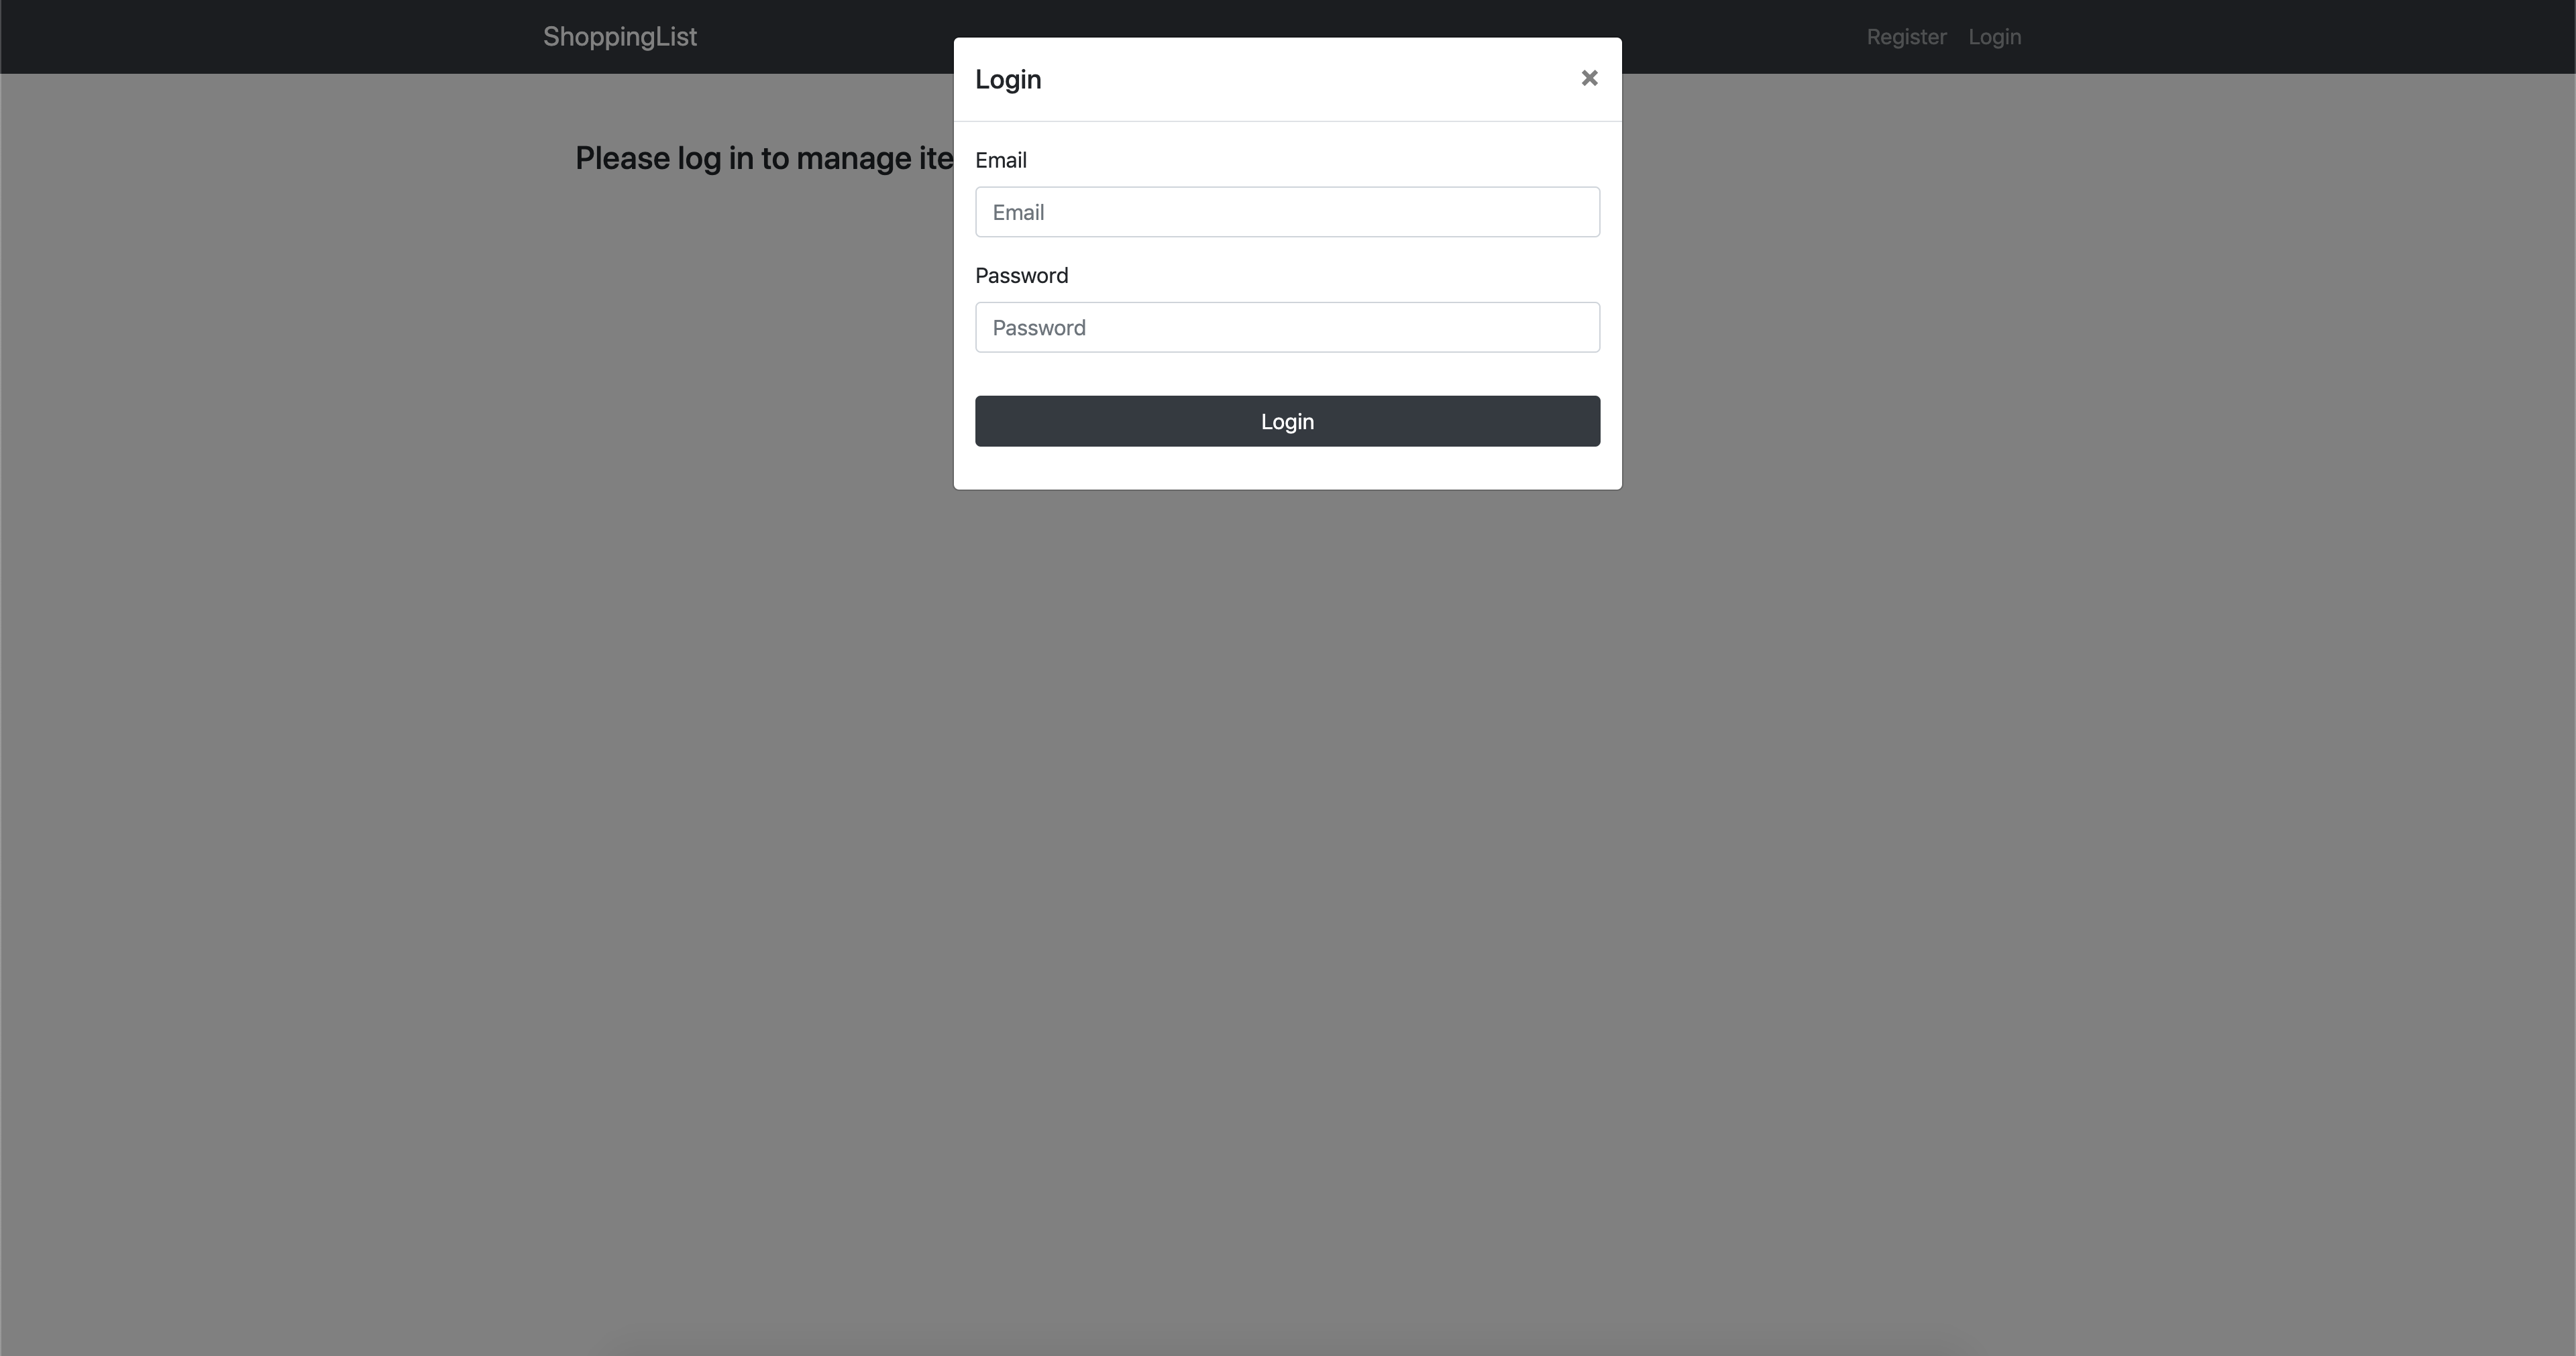 ShoppingList
Register
Login
Login
×
Please log in to manage ite
Email
Email
Password
Password
Login